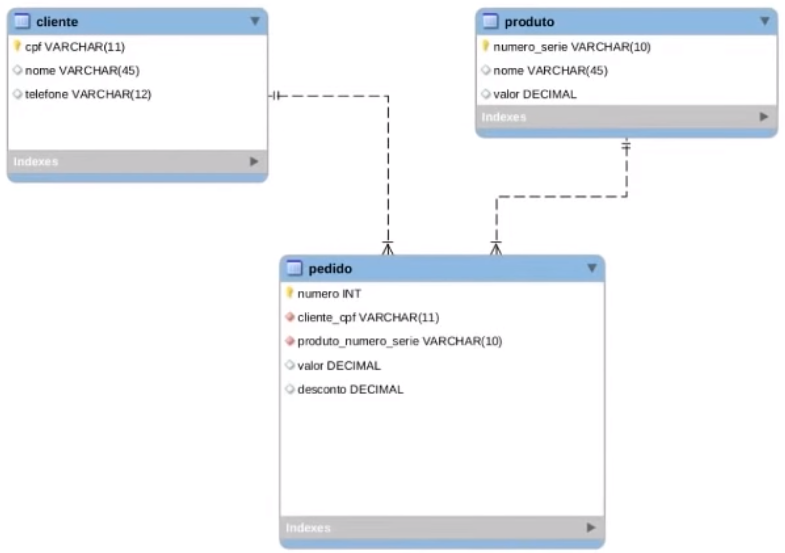 cliente
cpf VARCHAR(11)
nome VARCHAR(45)
telefone VARCHAR(12)
Indexes
produto
numero_serie VARCHAR(10)
nome VARCHAR(45)
valor DECIMAL
Indexes
pedido
numero INT
cliente_cpf VARCHAR(11)
produto_numero_serie VARCHAR(10)
valor DECIMAL
desconto DECIMAL
Indexes